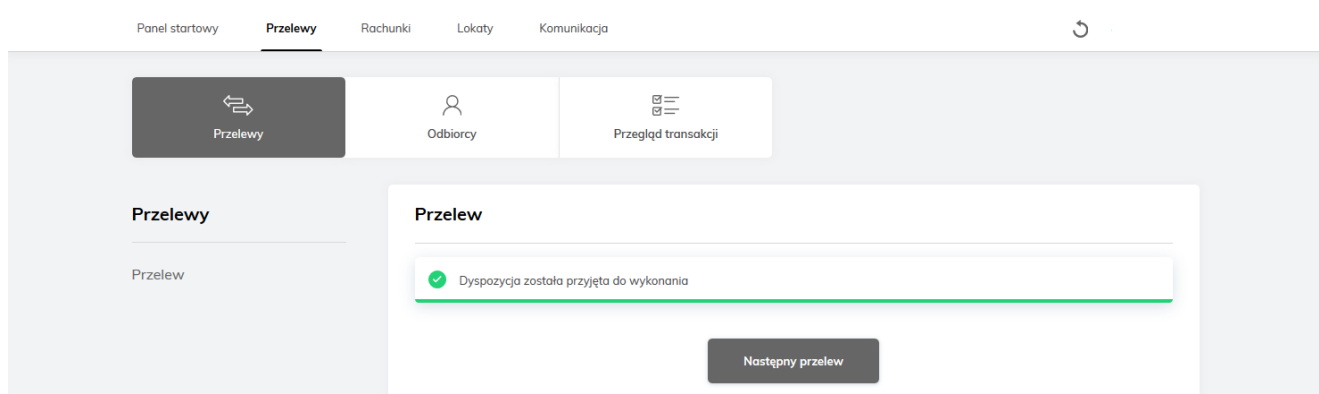 Panel startowy Przelewy Rachunki Lokaty Komunikacja
Przelewy Odbiorcy Przegląd transakcji
Przelewy
Przelew
Przelew
Dyspozycja została przyjęta do wykonania
Następny przelew